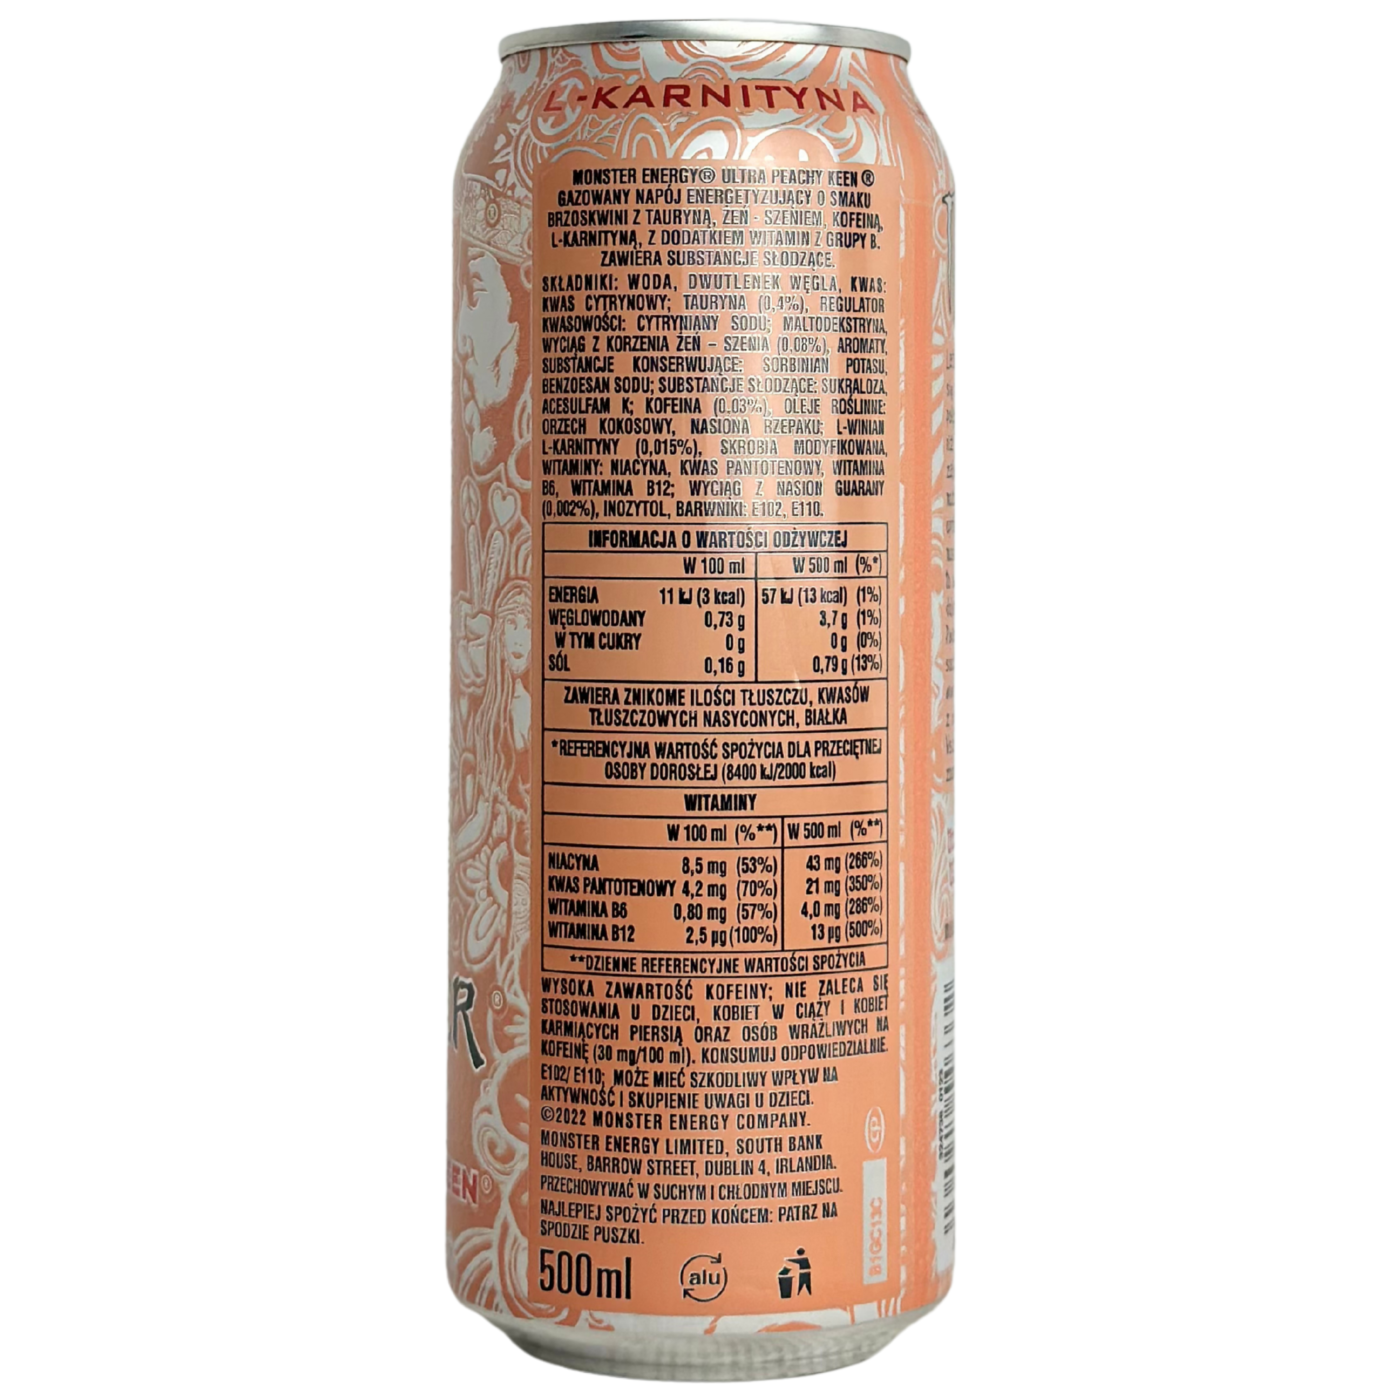 L-KARNITYNA
MONSTER ENERGY® ULTRA PEACHY KEEN ®
GAZOWANY NAPÓJ ENERGETYZUJĄCY O SMAKU
BRZOSKWINI Z TAURYNĄ, ŻEŃ - SZENIEM, KOFEINĄ,
L-KARNITYNĄ, Z DODATKIEM WITAMIN Z GRUPY B.
ZAWIERA SUBSTANCJE SŁODZĄCE.
SKŁADNIKI: WODA, DWUTLENEK WĘGLA, KWAS:
KWAS CYTRYNOWY; TAURYNA (0,4%), REGULATOR
KWASOWOŚCI: CYTRYNIANY SODU; MALTODEKSTRYNA,
WYCIĄG Z KORZENIA ŻEŃ – SZENIA (0.08%), AROMATY,
SUBSTANCJE KONSERWUJĄCE: SORBINIAN POTASU,
BENZOESAN SODU; SUBSTANCJE SŁODZĄCE: SUKRALOZA,
ACESULFAM K; KOFEINA (0.03%), OLEJE ROŚLINNE:
ORZECH KOKOSOWY, NASIONA RZEPAKU; L-WINIAN
L-KARNITYNY (0,015%), SKROBIA MODYFIKOWANA,
WITAMINY: NIACYNA, KWAS PANTOTENOWY, WITAMINA
B6, WITAMINA B12; WYCIĄG Z NASION GUARANY
(0,002%), INOZYTOL, BARWNIKI: E102, E110.
INFORMACJA O WARTOŚCI ODŻYWCZEJ
W 100 ml W 500 ml (%*)
ENERGIA 11 kJ (3 kcal) 57 kJ (13 kcal) (1%)
WĘGLOWODANY 0,73 g 3,7 g (1%)
W TYM CUKRY 0 g 0 g (0%)
SÓL 0,16 g 0,79 g (13%)
ZAWIERA ZNIKOME ILOŚCI TŁUSZCZU, KWASÓW
TŁUSZCZOWYCH NASYCONYCH, BIAŁKA
*REFERENCYJNA WARTOŚĆ SPOŻYCIA DLA PRZECIĘTNEJ
OSOBY DOROSŁEJ (8400 kJ/2000 kcal)
WITAMINY
W 100 ml (%**) W 500 ml (%**)
NIACYNA 8,5 mg (53%) 43 mg (266%)
KWAS PANTOTENOWY 4,2 mg (70%) 21 mg (350%)
WITAMINA B6 0,80 mg (57%) 4,0 mg (286%)
WITAMINA B12 2,5 µg (100%) 13 µg (500%)
**DZIENNE REFERENCYJNE WARTOŚCI SPOŻYCIA
WYSOKA ZAWARTOŚĆ KOFEINY; NIE ZALECA SIĘ
STOSOWANIA U DZIECI, KOBIET W CIĄŻY I KOBIET
KARMIĄCYCH PIERSIĄ ORAZ OSÓB WRAŻLIWYCH NA
KOFEINĘ (30 mg/100 ml). KONSUMUJ ODPOWIEDZIALNIE.
E102/ E110; MOŻE MIEĆ SZKODLIWY WPŁYW NA
AKTYWNOŚĆ I SKUPIENIE UWAGI U DZIECI.
©2022 MONSTER ENERGY COMPANY.
MONSTER ENERGY LIMITED, SOUTH BANK
HOUSE, BARROW STREET, DUBLIN 4, IRLANDIA.
PRZECHOWYWAĆ W SUCHYM I CHŁODNYM MIEJSCU.
NAJLEPIEJ SPOŻYĆ PRZED KOŃCEM: PATRZ NA
SPODZIE PUSZKI.
500ml
alu
B1GC13C
R®
EN®